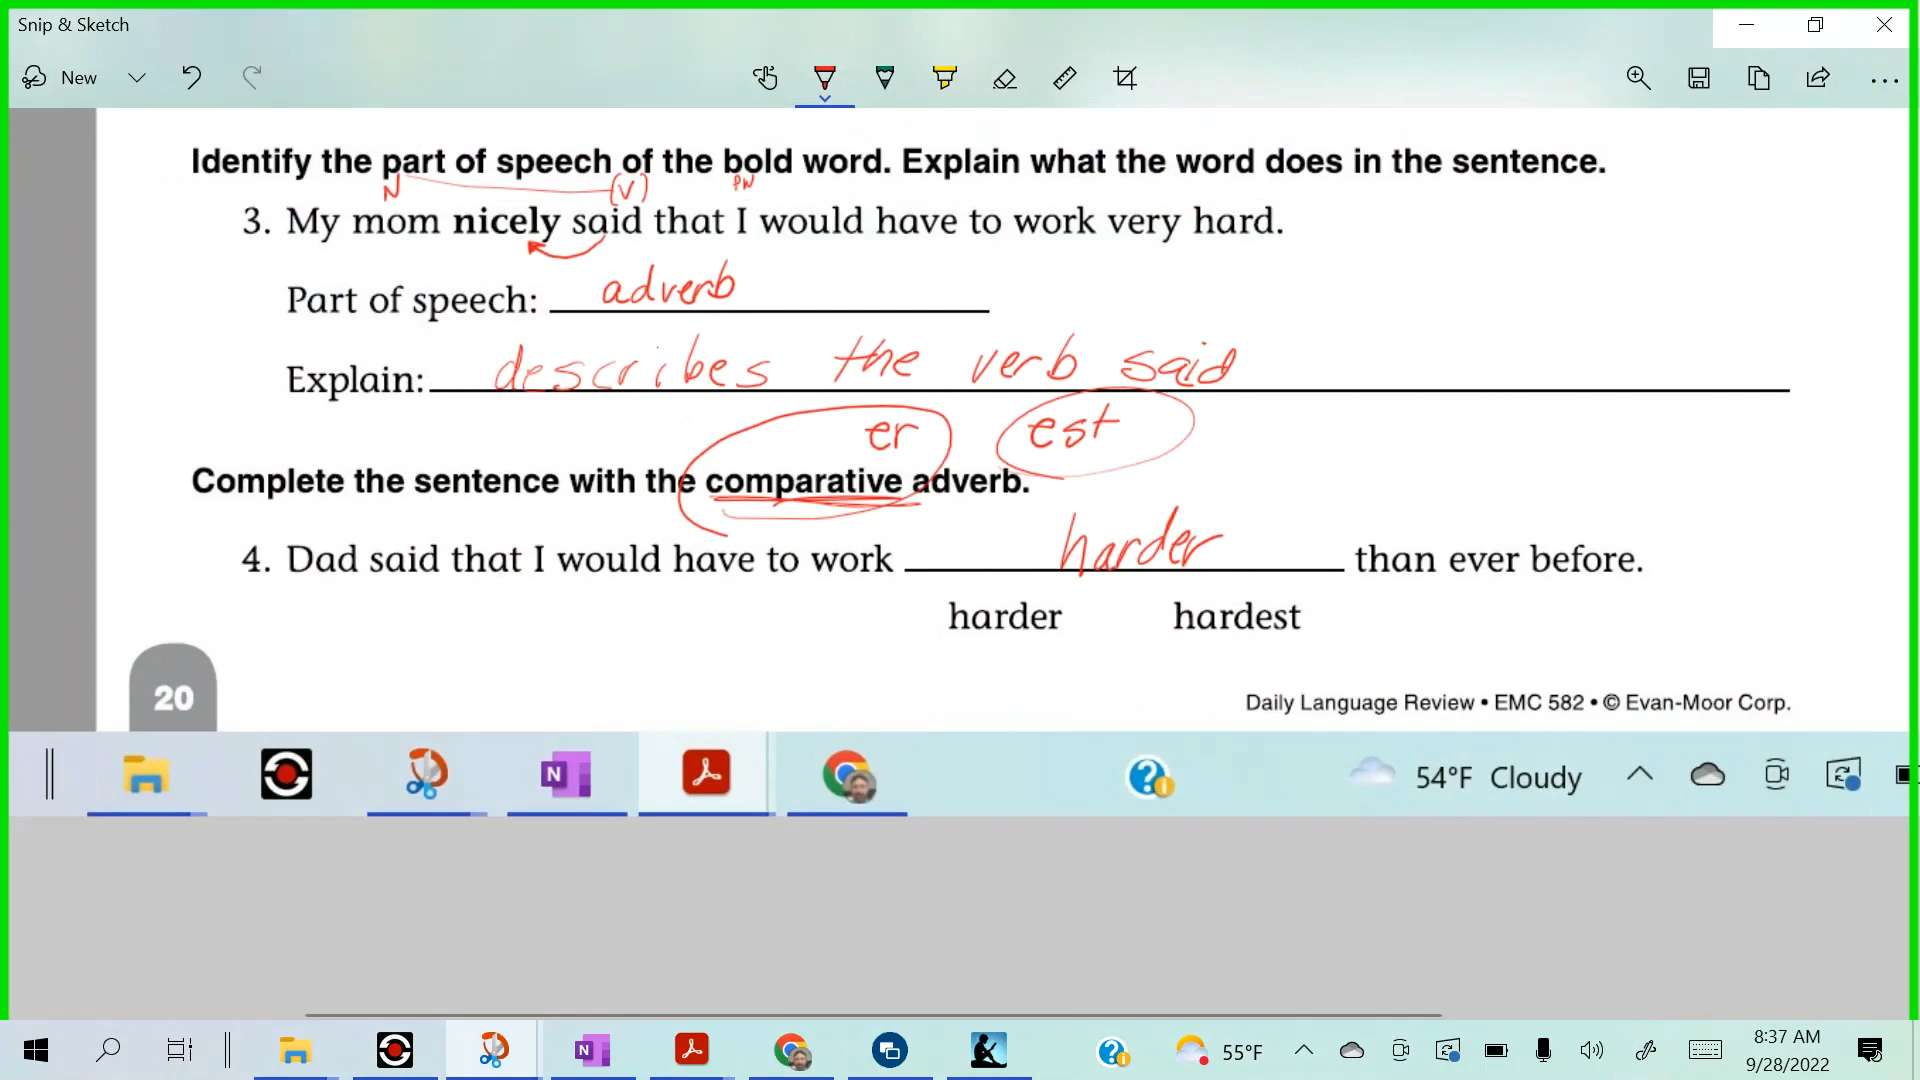 Snip & Sketch
New
Identify the part of speech of the bold word. Explain what the word does in the sentence.
N (V) PN
3. My mom nicely said that I would have to work very hard.
Part of speech: adverb
Explain: describes the verb said
er est
Complete the sentence with the comparative adverb.
4. Dad said that I would have to work harder than ever before.
harder hardest
20
Daily Language Review • EMC 582 • © Evan-Moor Corp.
N
54°F Cloudy
N
55°F
8:37 AM
9/28/2022